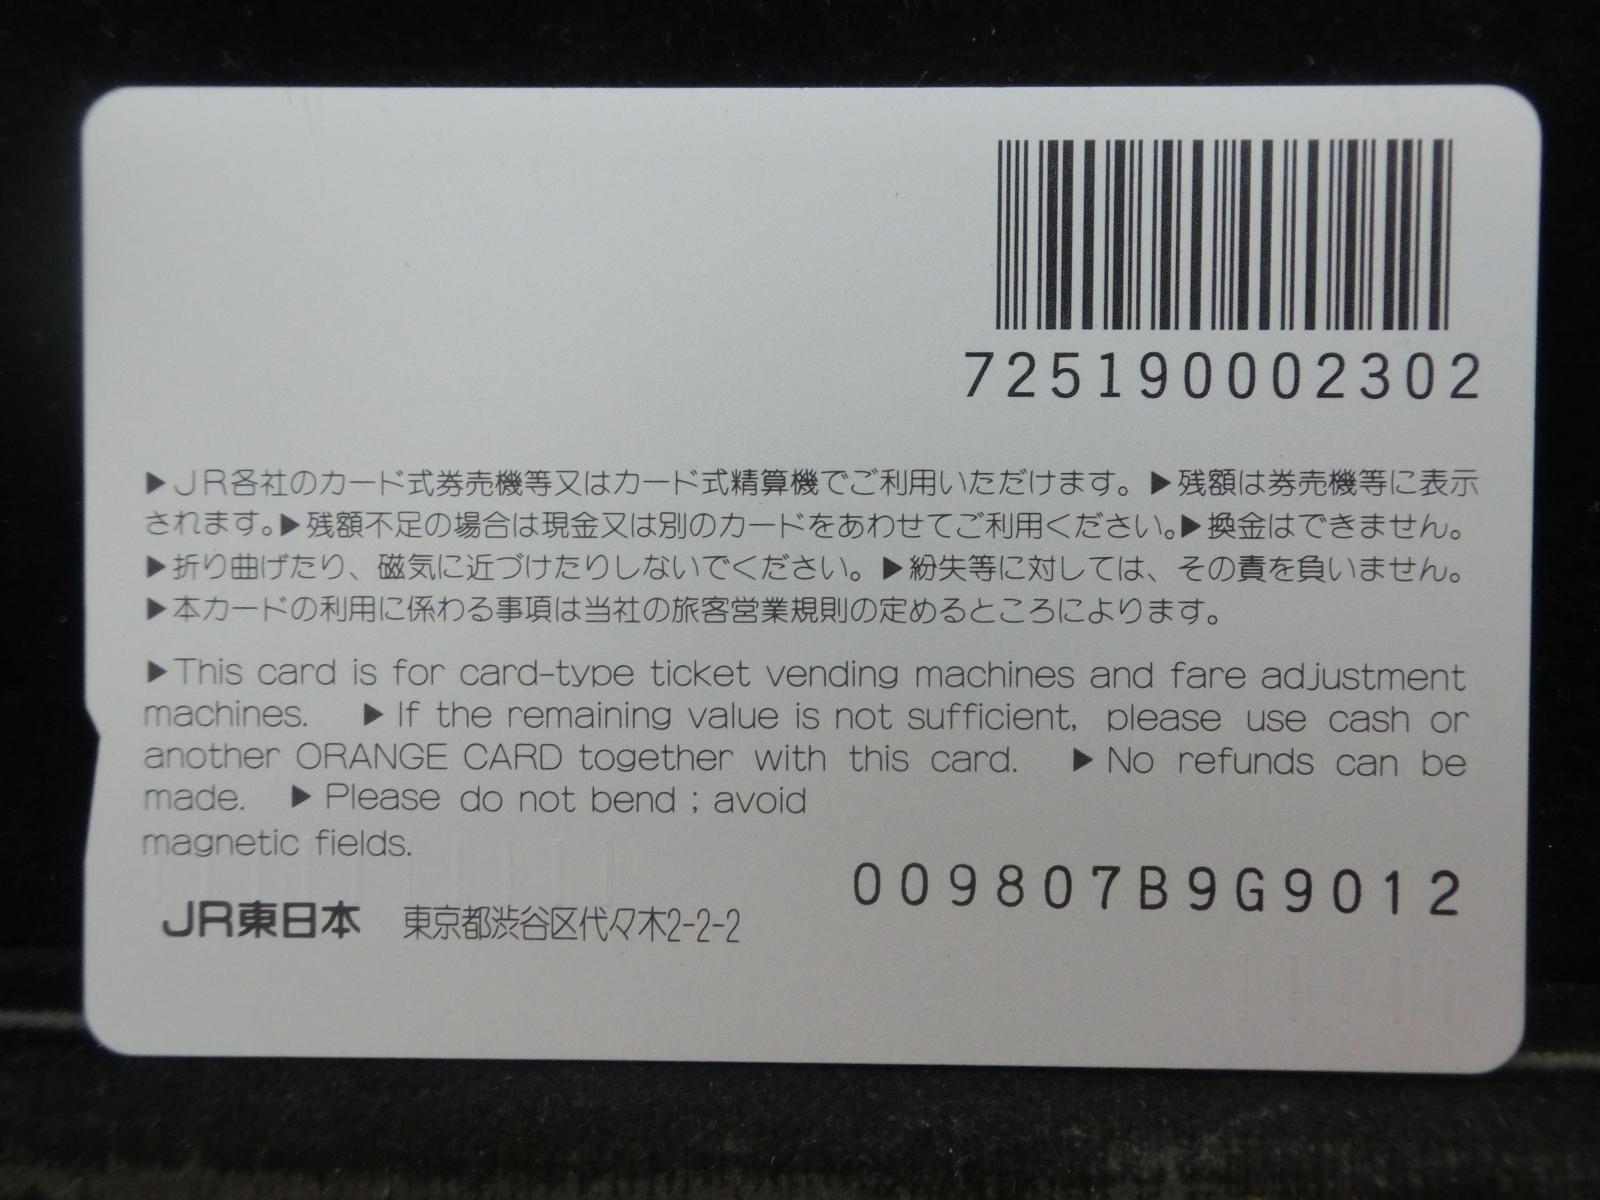 725190002302
▶JR各社のカード式券売機等又はカード式精算機でご利用いただけます。▶残額は券売機等に表示
されます。▶残額不足の場合は現金又は別のカードをあわせてご利用ください。▶換金はできません。
▶折り曲げたり、磁気に近づけたりしないでください。▶紛失等に対しては、その責を負いません。
▶本カードの利用に係わる事項は当社の旅客営業規則の定めるところによります。
▶This card is for card-type ticket vending machines and fare adjustment
machines. ▶If the remaining value is not sufficient, please use cash or
another ORANGE CARD together with this card. ▶No refunds can be
made. ▶Please do not bend ; avoid
magnetic fields.
009807B9G9012
JR東日本 東京都渋谷区代々木2-2-2